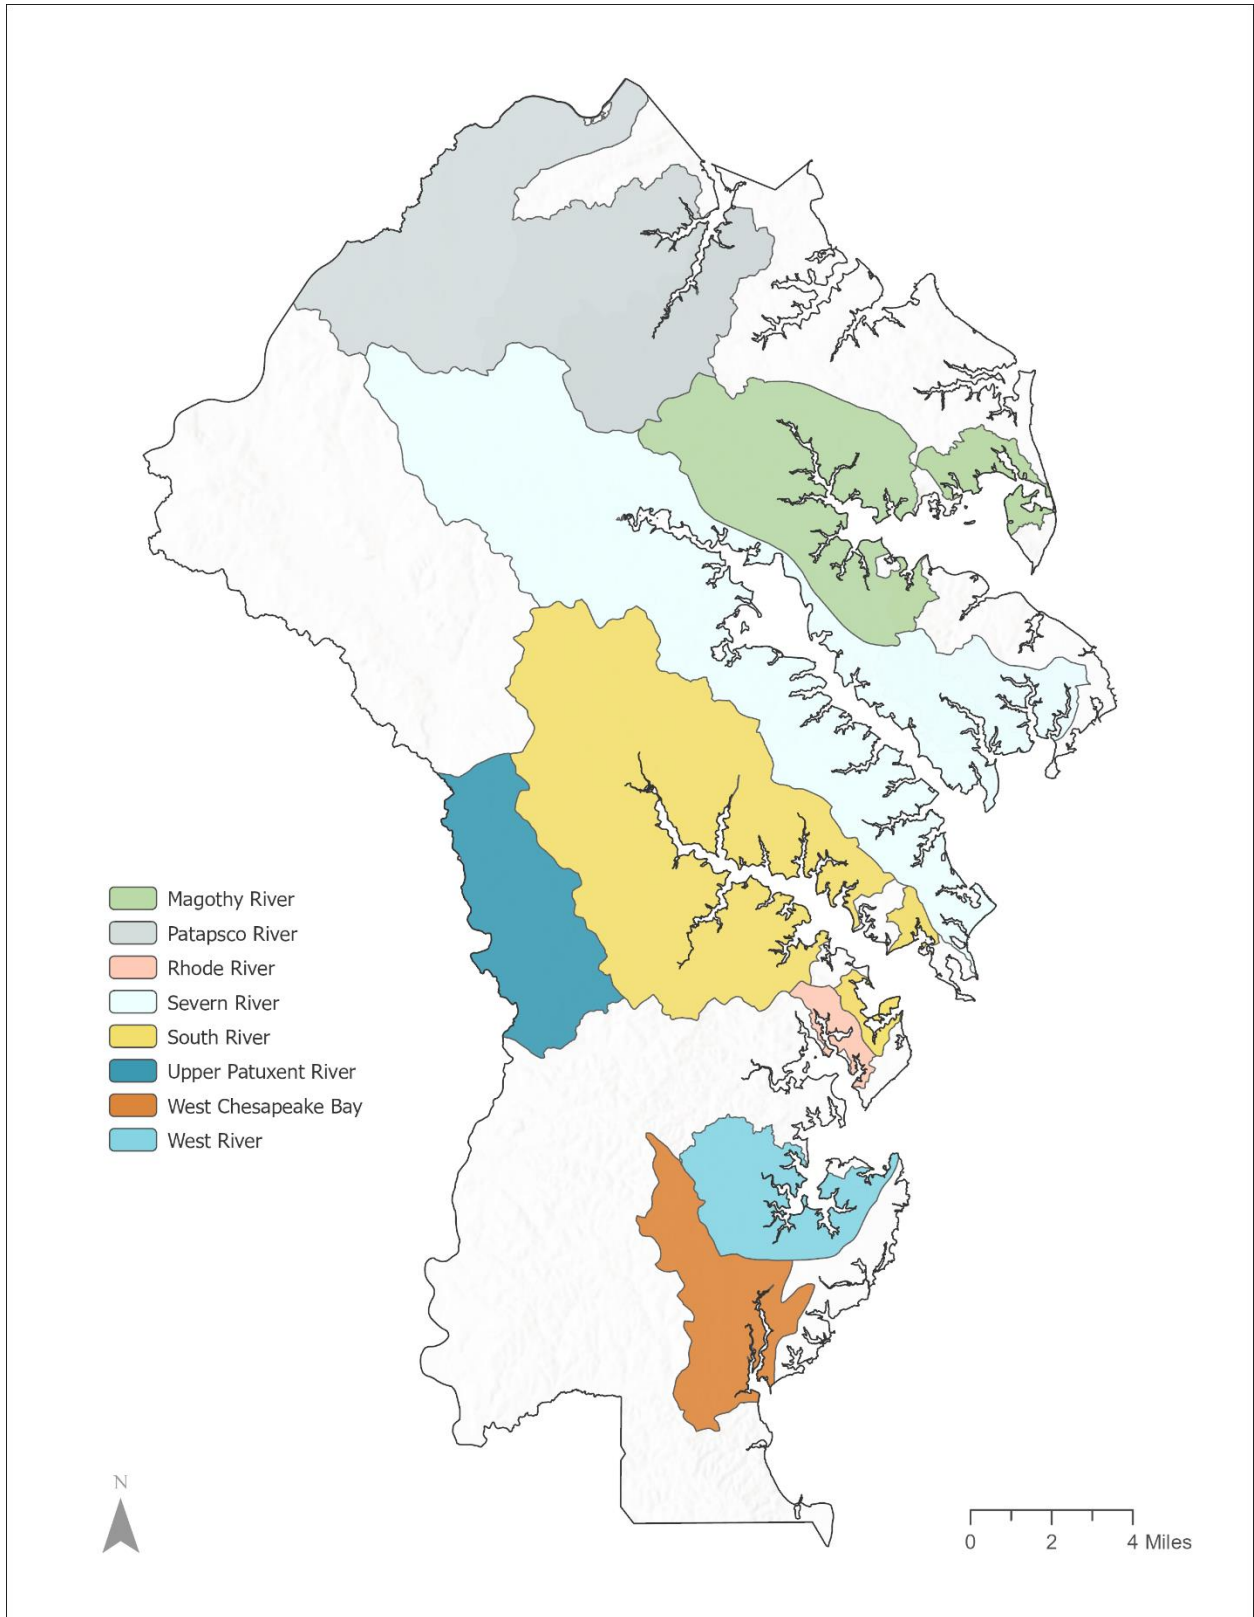 Magothy River
Patapsco River
Rhode River
Severn River
South River
Upper Patuxent River
West Chesapeake Bay
West River
N
0 2 4 Miles